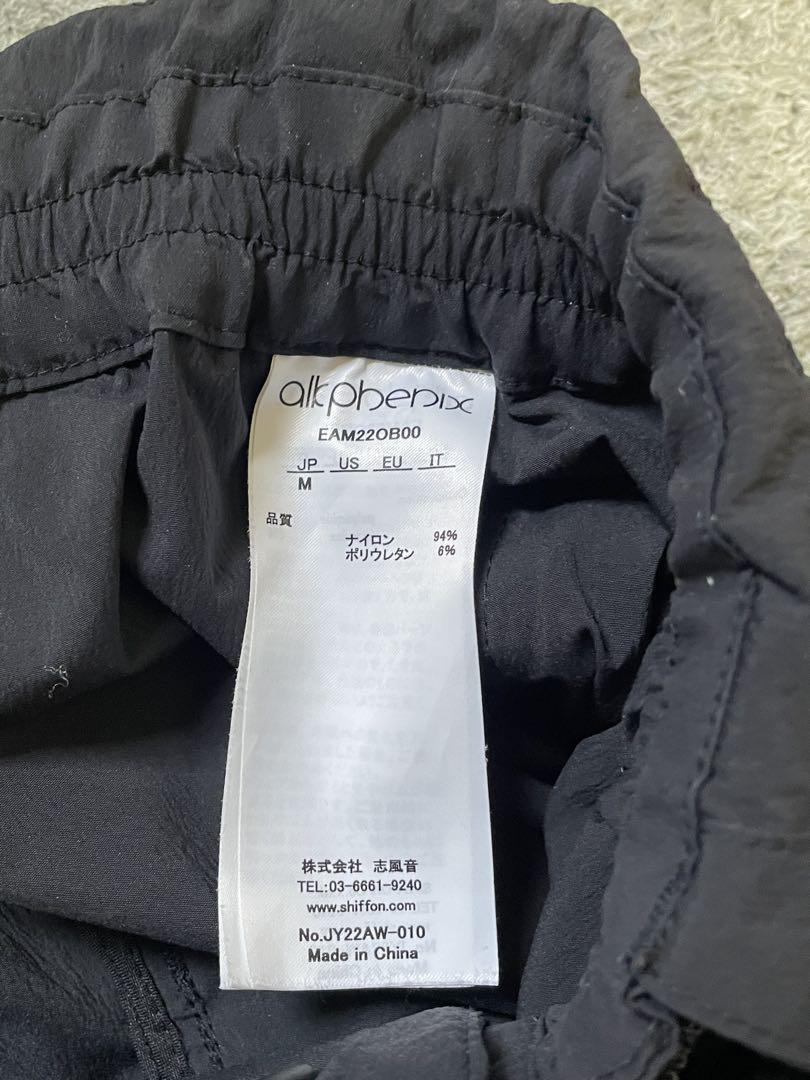 alk phenix
EAM22OB00
JP US EU IT
M
品質
ナイロン 94%
ポリウレタン 6%
株式会社 志風音
TEL:03-6661-9240
www.shiffon.com
No.JY22AW-010
Made in China